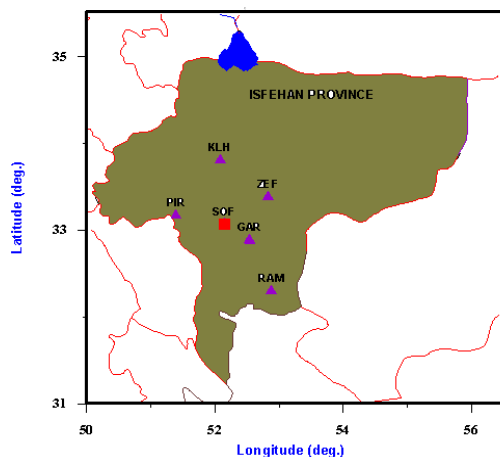 35
ISFEHAN PROVINCE
KLH
ZEF
PIR
SOF
GAR
33
RAM
31
50
52
54
56
Latitude (deg.)
Longitude (deg.)